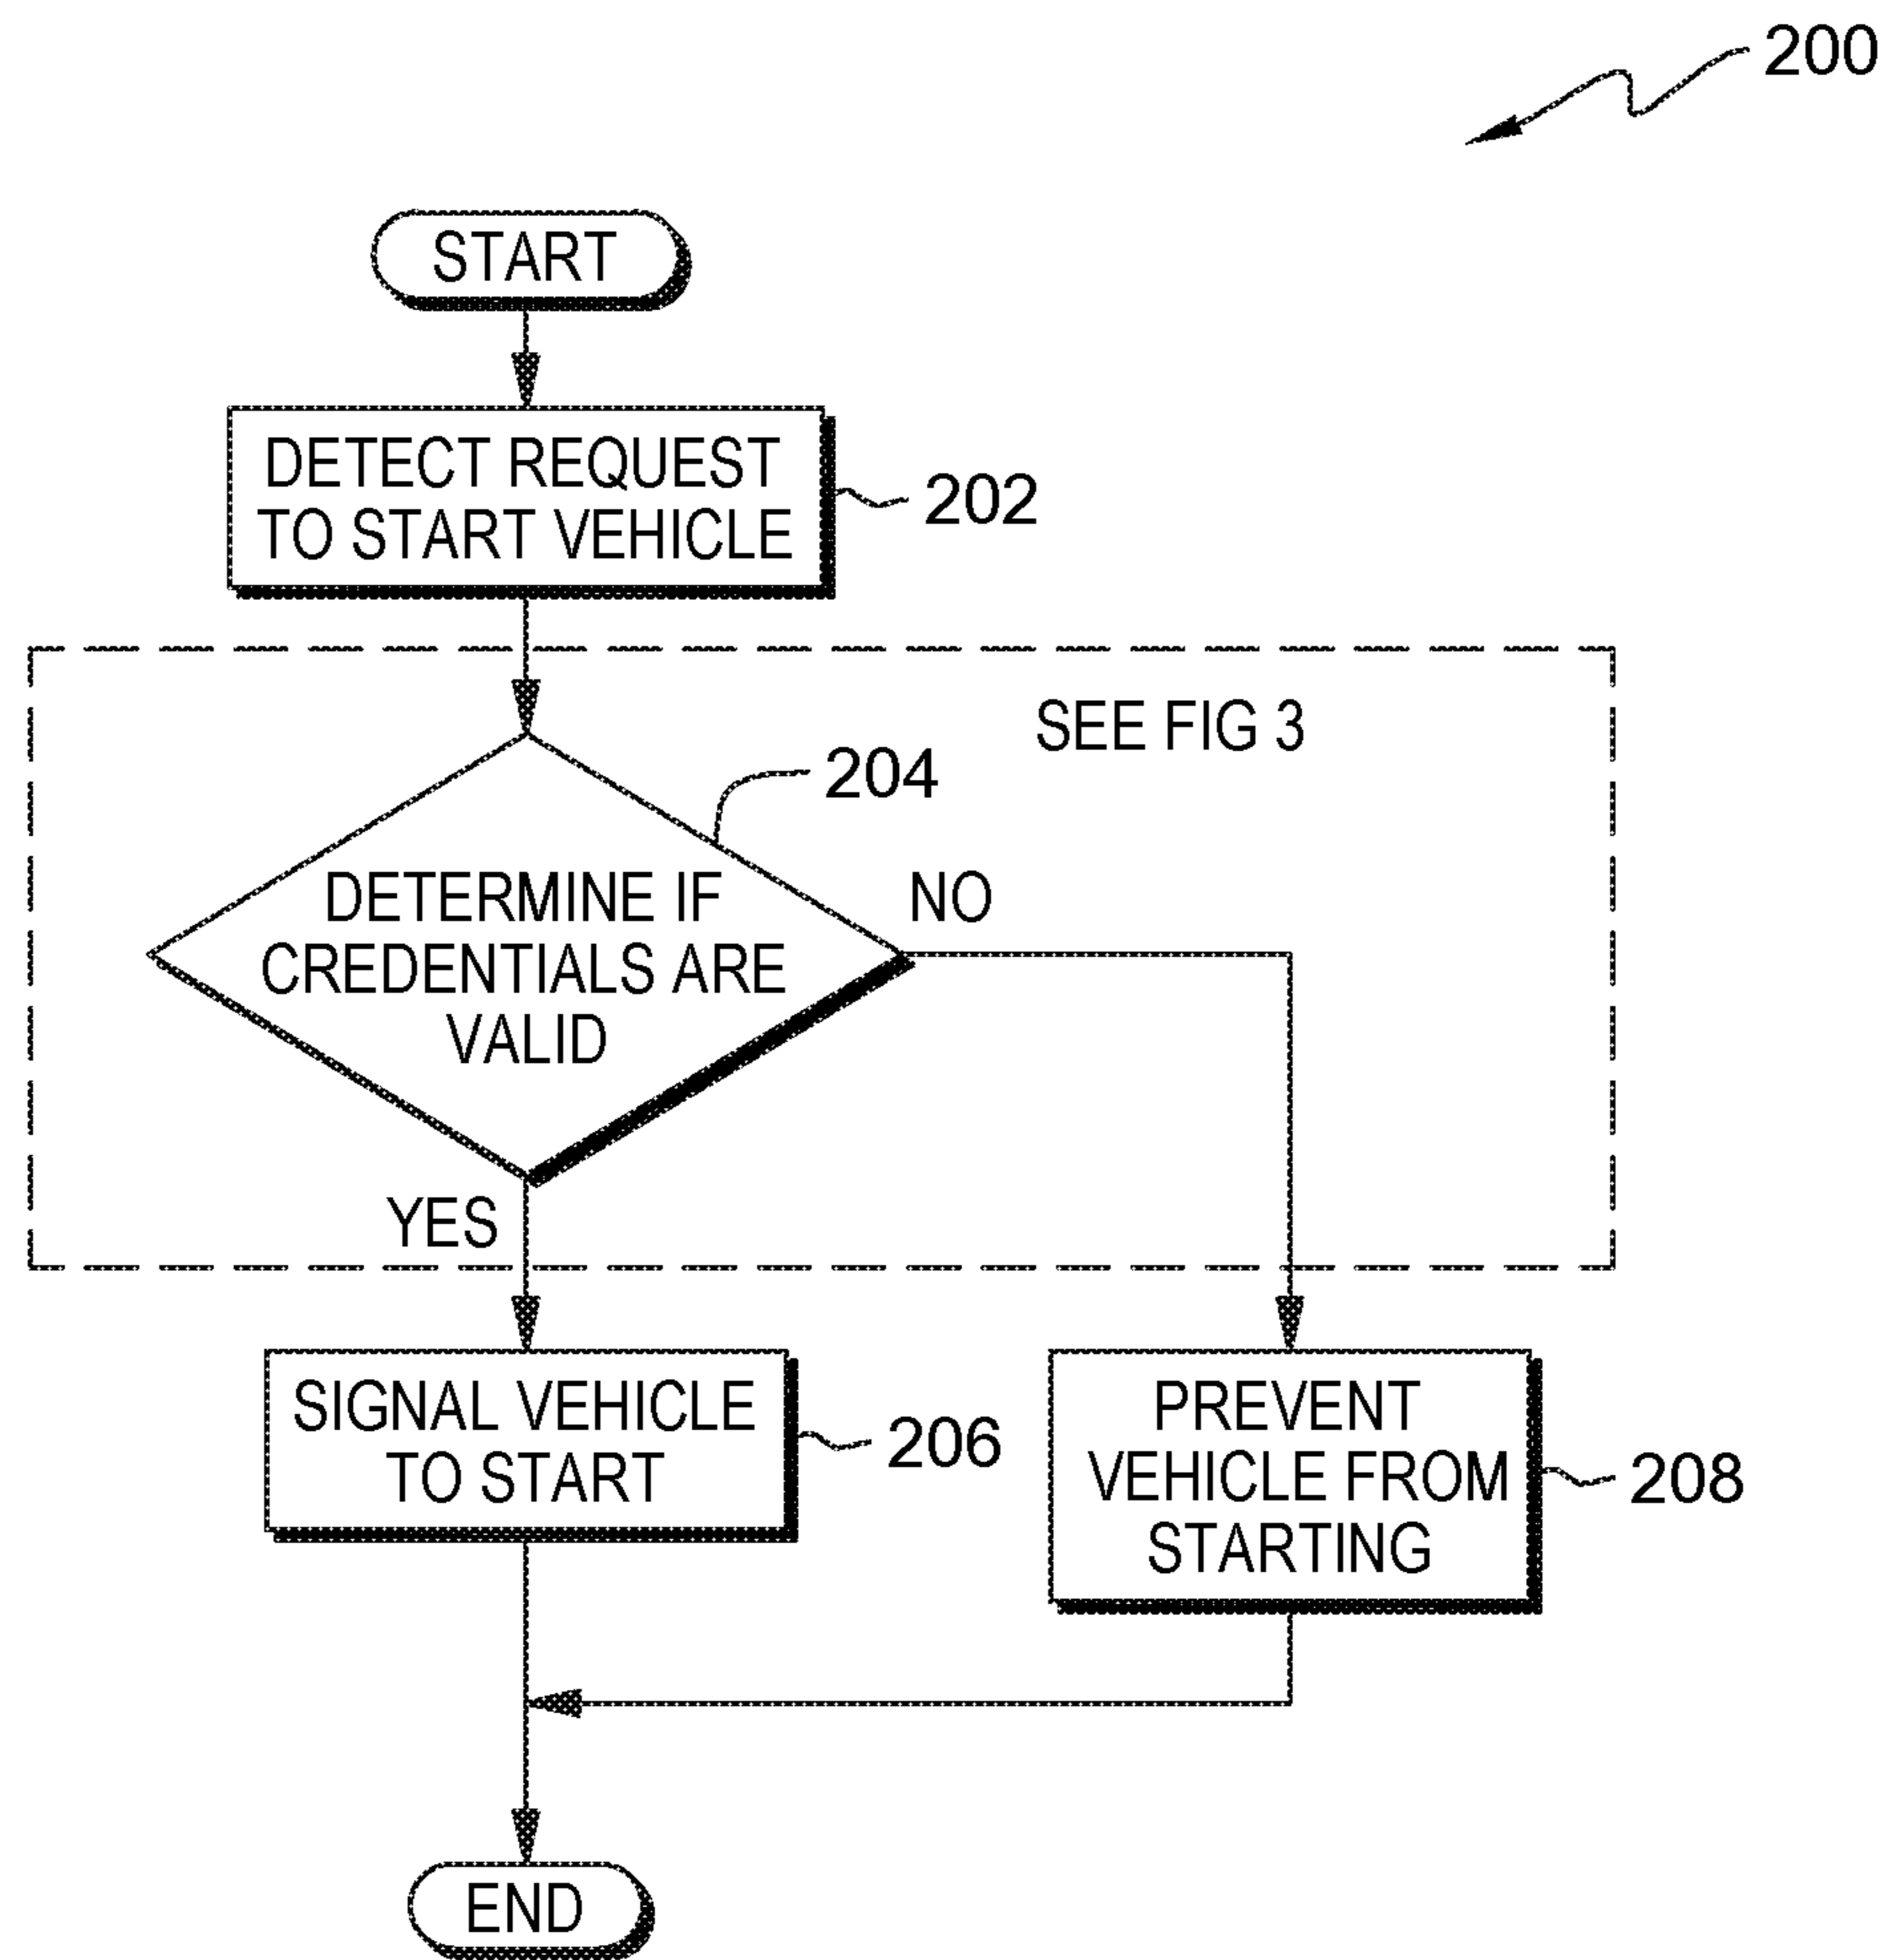 200
START
DETECT REQUEST
TO START VEHICLE
202
SEE FIG 3
204
DETERMINE IF
CREDENTIALS ARE
VALID
NO
YES
SIGNAL VEHICLE
TO START
206
PREVENT
VEHICLE FROM
STARTING
208
END